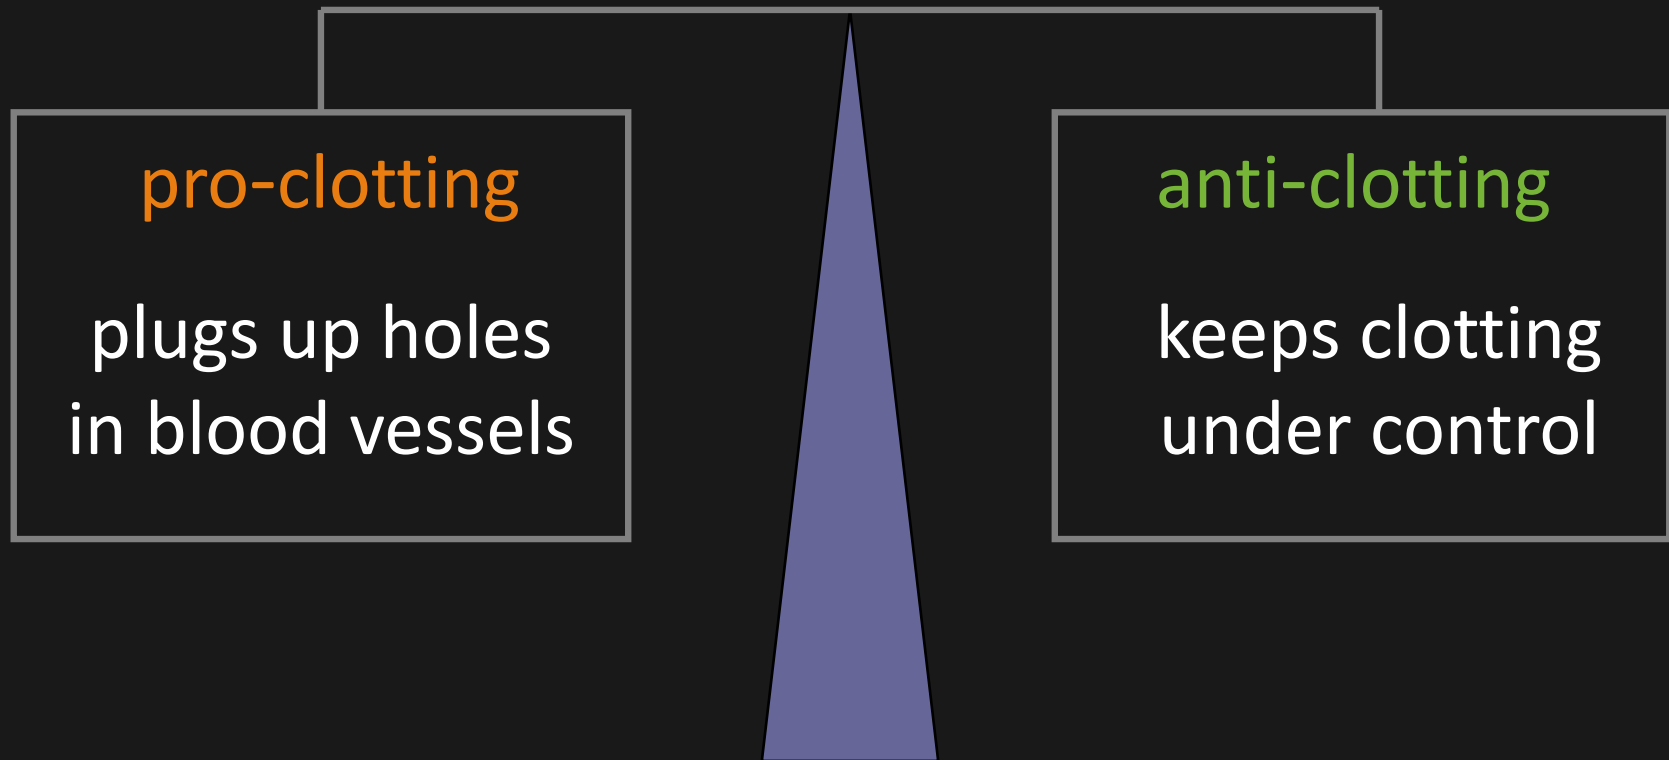 pro-clotting
plugs up holes
in blood vessels
anti-clotting
keeps clotting
under control